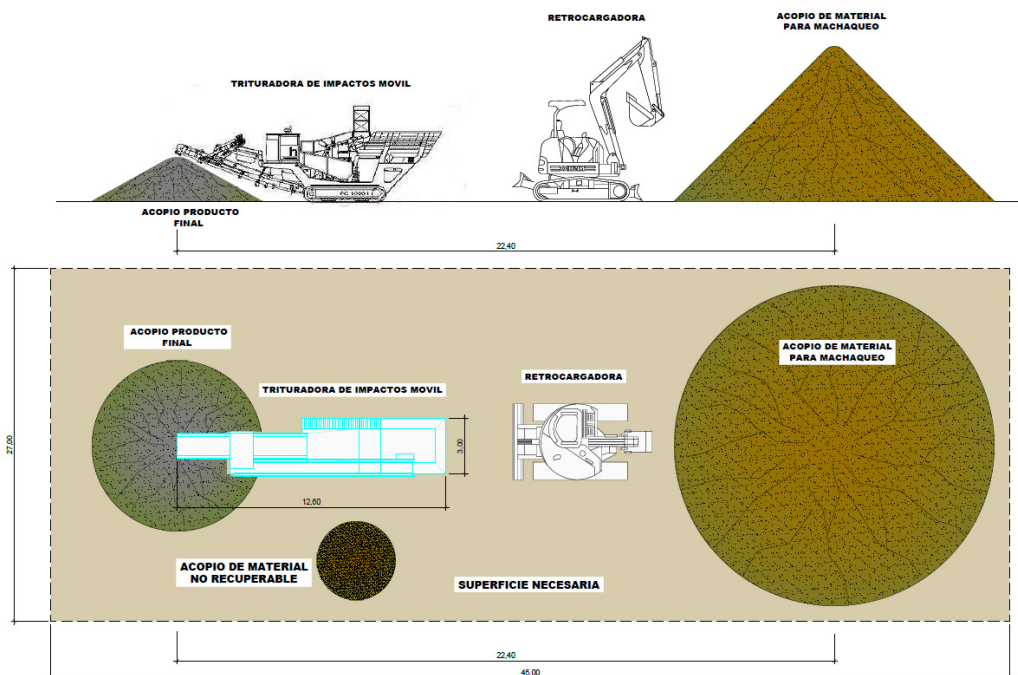 RETROCARGADORA
ACOPIO DE MATERIAL
PARA MACHAQUEO
TRITURADORA DE IMPACTOS MOVIL
ACOPIO PRODUCTO
FINAL
22,40
ACOPIO PRODUCTO
FINAL
ACOPIO DE MATERIAL
PARA MACHAQUEO
TRITURADORA DE IMPACTOS MOVIL
RETROCARGADORA
27,00
3,00
12,60
ACOPIO DE MATERIAL
NO RECUPERABLE
SUPERFICIE NECESARIA
22,40
45,00